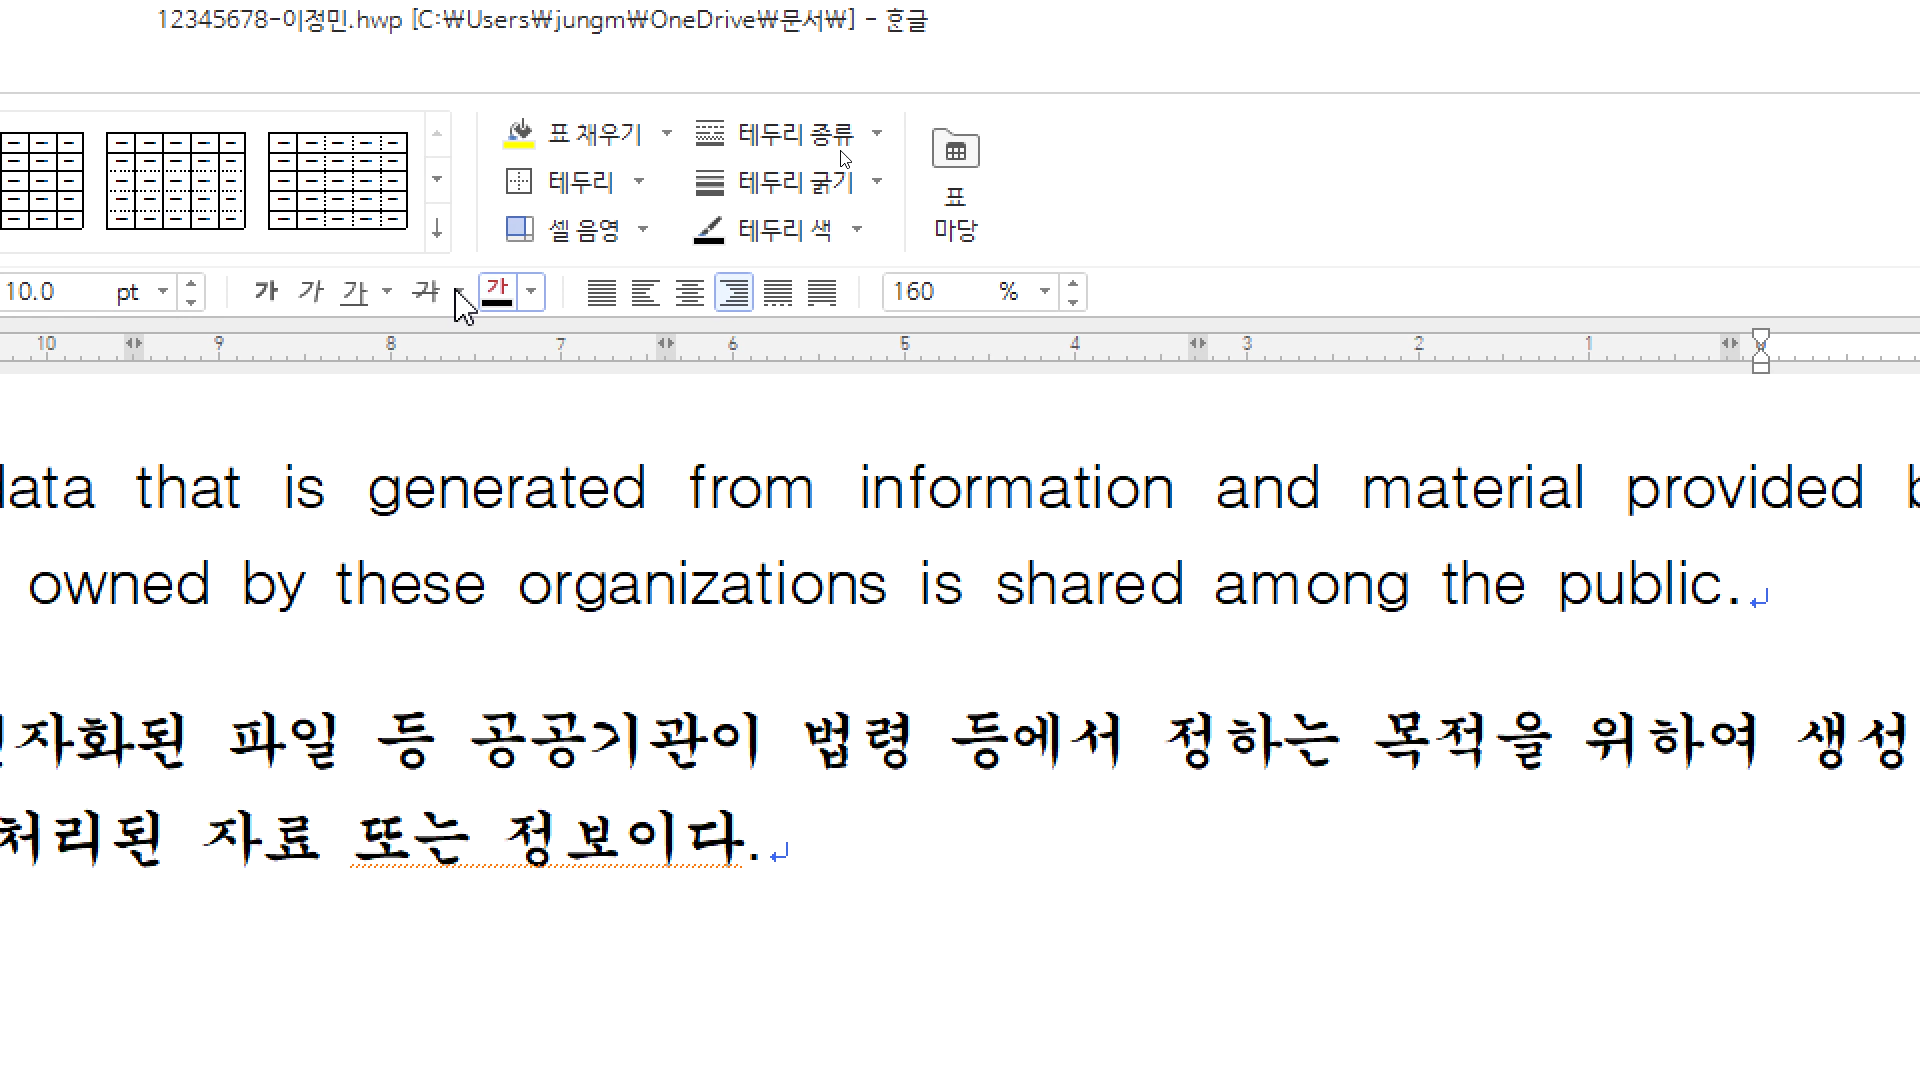 12345678-이정민.hwp [C:₩Users₩jungm₩OneDrive₩문서₩] - 훈글
표 채우기 테두리 종류
테두리 테두리 굵기
셀 음영 테두리 색
표
마당
10.0 pt 가 가 가 가 가 160 %
10 9 8 7 6 5 4 3 2 1
that is generated from information and material provided
owned by these organizations is shared among the public.
파일 등 공공기관이 법령 등에서 정하는 목적을 위하여 생성
처리된 자료 또는 정보이다.